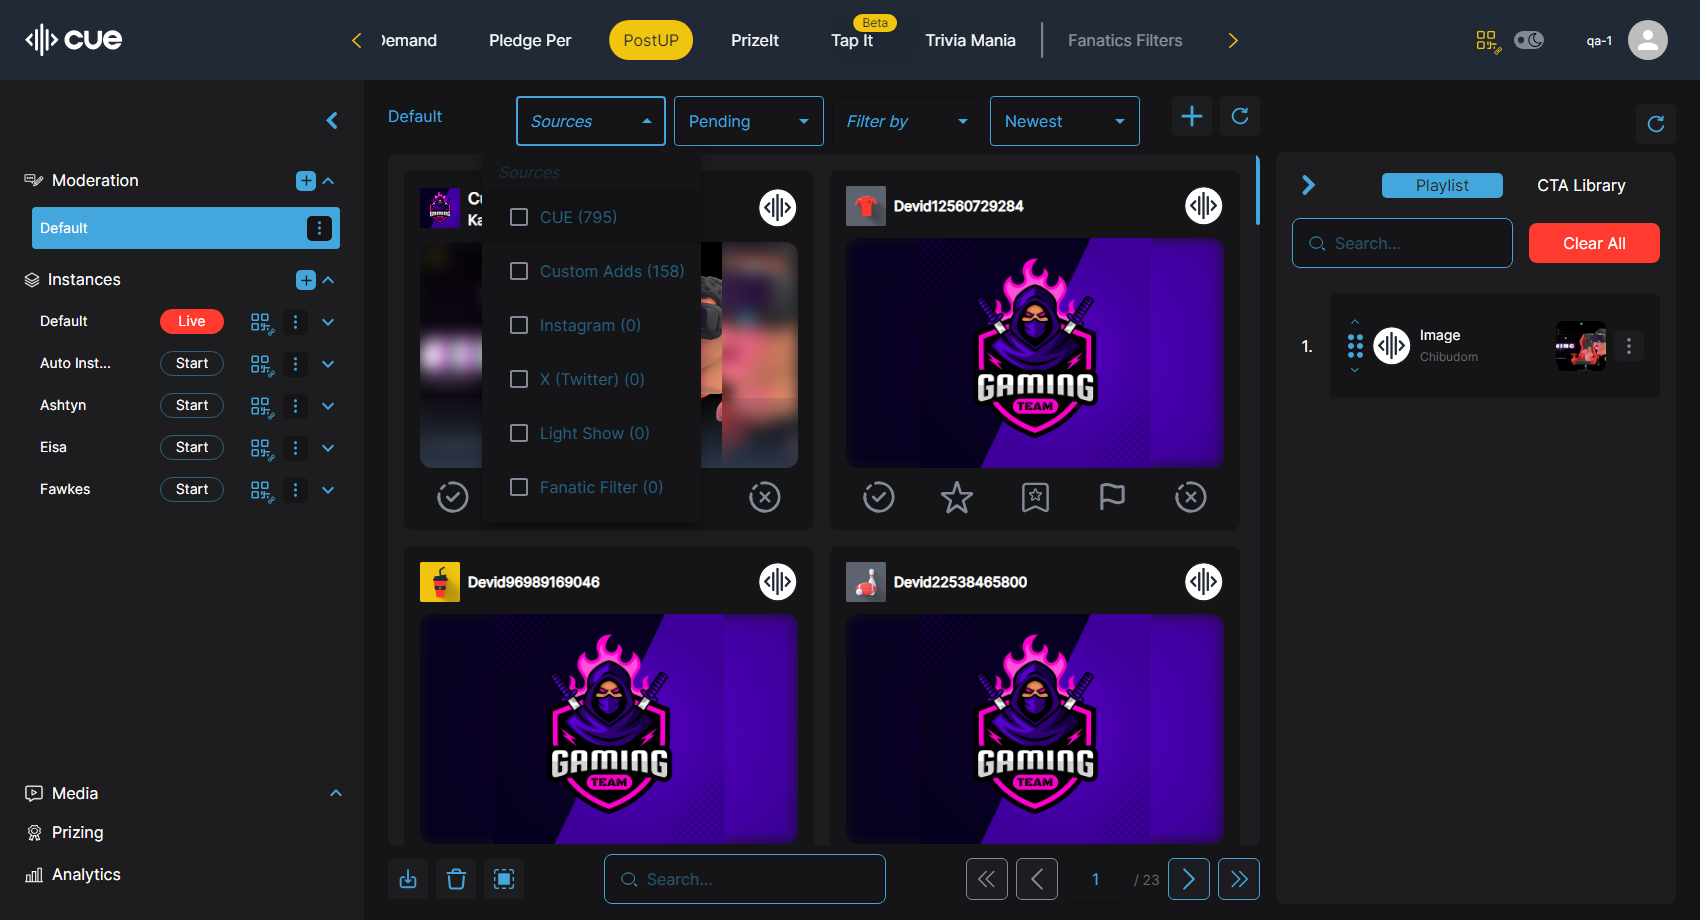 cue
Demand
Pledge Per
PostUP
PrizeIt
Beta
Tap It
Trivia Mania
Fanatics Filters
qa-1
Moderation
Default
Instances
Default
Live
Auto Inst...
Start
Ashtyn
Start
Eisa
Start
Fawkes
Start
Media
Prizing
Analytics
Default
Sources
Pending
Filter by
Newest
Sources
CUE (795)
Custom Adds (158)
Instagram (0)
X (Twitter) (0)
Light Show (0)
Fanatic Filter (0)
Devid12560729284
GAMING
TEAM
Devid96989169046
GAMING
TEAM
Devid22538465800
GAMING
TEAM
Search...
1
/ 23
Playlist
CTA Library
Search...
Clear All
1.
Image
Chibudom